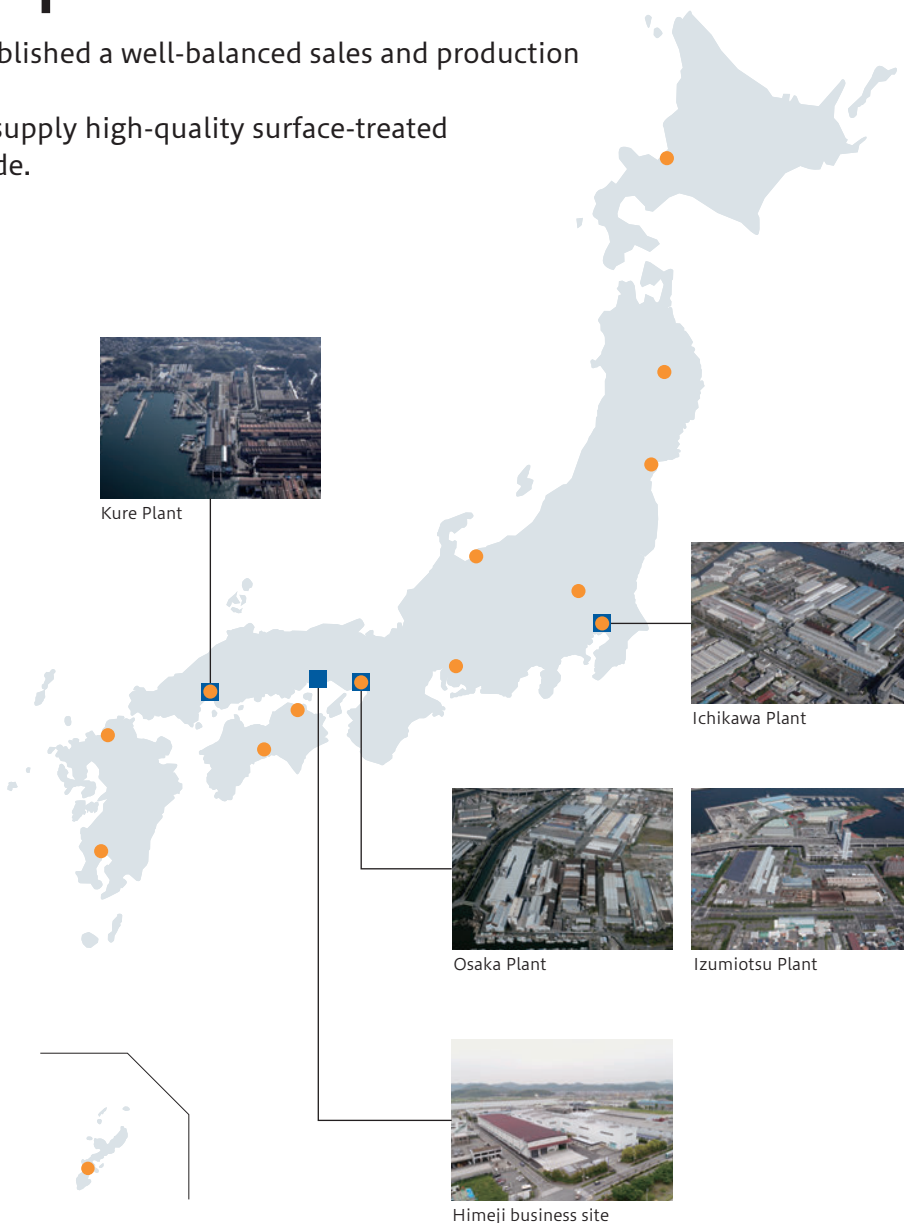 blished a well-balanced sales and production
supply high-quality surface-treated
de.
Kure Plant
Ichikawa Plant
Osaka Plant
Izumiotsu Plant
Himeji business site